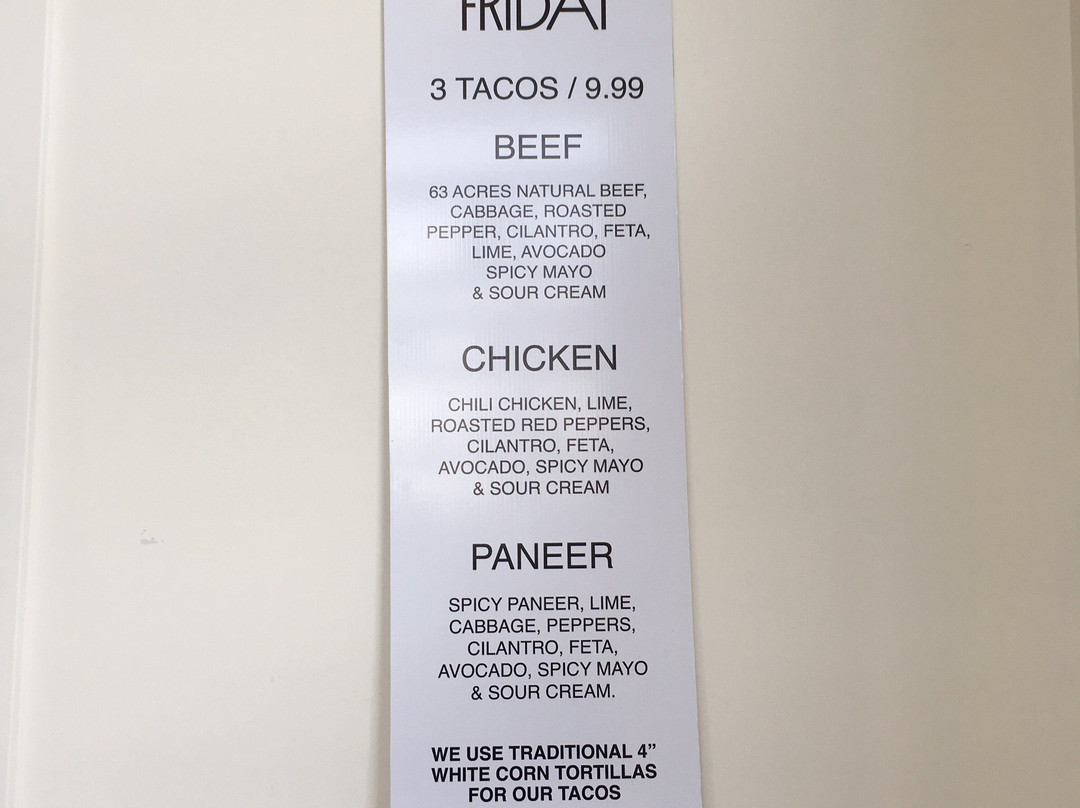 FRIDAY
3 TACOS / 9.99
BEEF
63 ACRES NATURAL BEEF,
CABBAGE, ROASTED
PEPPER, CILANTRO, FETA,
LIME, AVOCADO
SPICY MAYO
& SOUR CREAM
CHICKEN
CHILI CHICKEN, LIME,
ROASTED RED PEPPERS,
CILANTRO, FETA,
AVOCADO, SPICY MAYO
& SOUR CREAM
PANEER
SPICY PANEER, LIME,
CABBAGE, PEPPERS,
CILANTRO, FETA,
AVOCADO, SPICY MAYO
& SOUR CREAM.
WE USE TRADITIONAL 4”
WHITE CORN TORTILLAS
FOR OUR TACOS